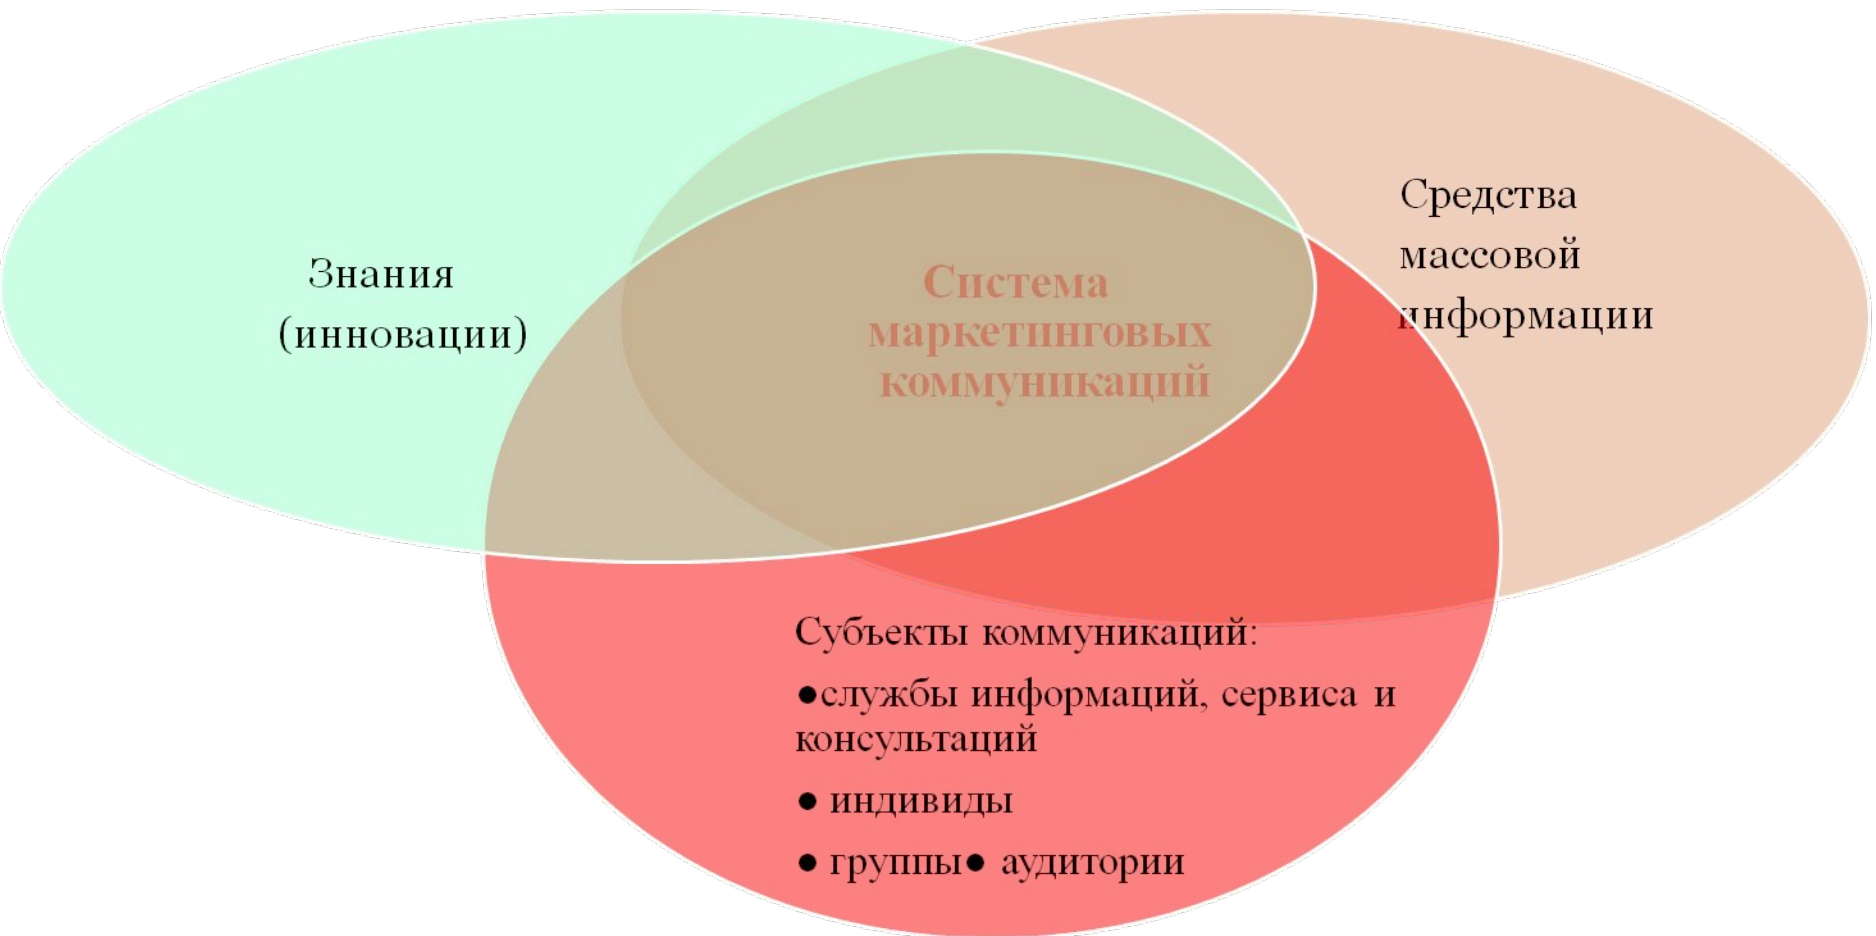 Знания
(инновации)
Средства
массовой
информации
Система
маркетинговых
коммуникаций
Субъекты коммуникаций:
●службы информаций, сервиса и
консультаций
● индивиды
● группы● аудитории